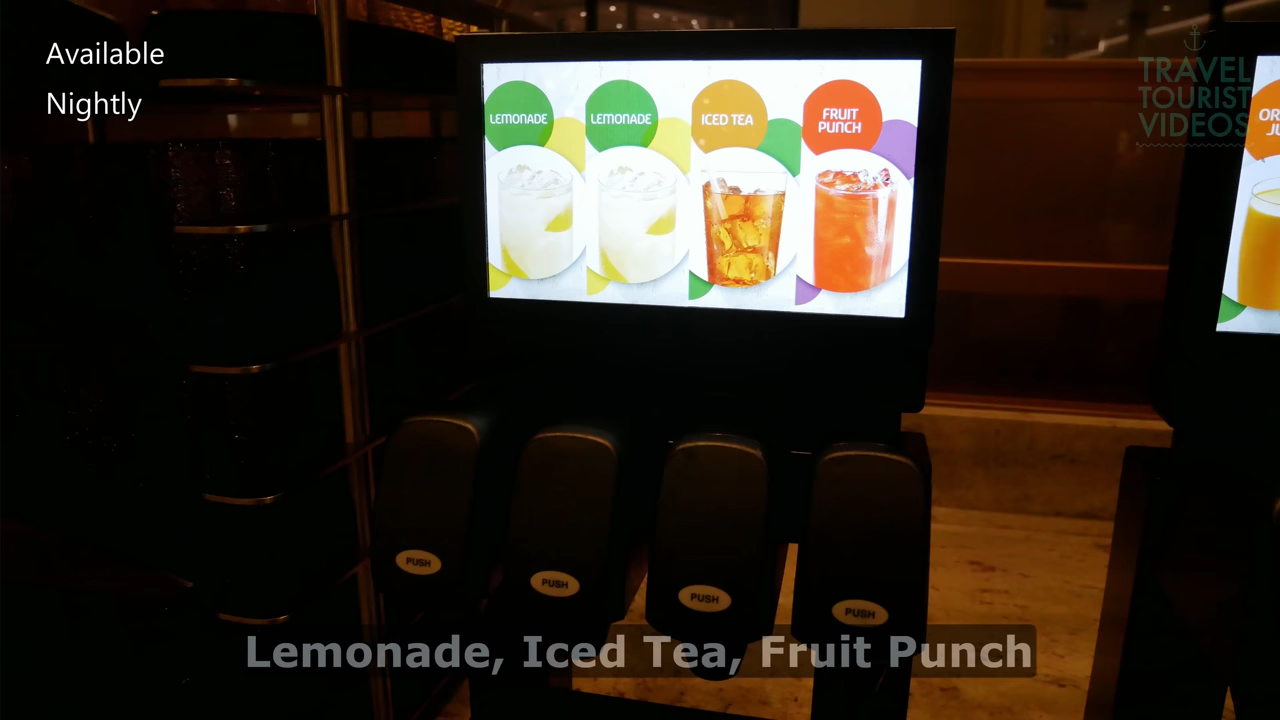 Available
Nightly
TRAVEL
TOURIST
VIDEOS
LEMONADE
LEMONADE
ICED TEA
FRUIT
PUNCH
PUSH
PUSH
PUSH
PUSH
Lemonade, Iced Tea, Fruit Punch